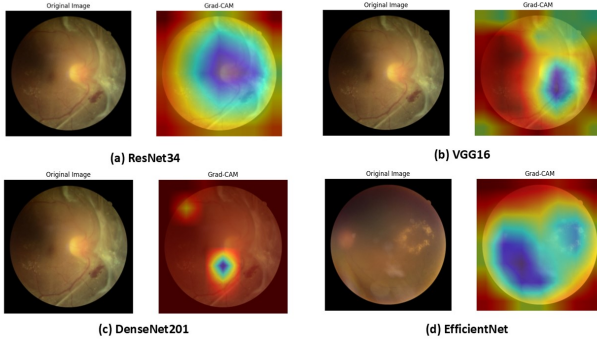 Original Image Grad-CAM Original Image Grad-CAM
(a) ResNet34 (b) VGG16
Original Image Grad-CAM Original Image Grad-CAM
(c) DenseNet201 (d) EfficientNet